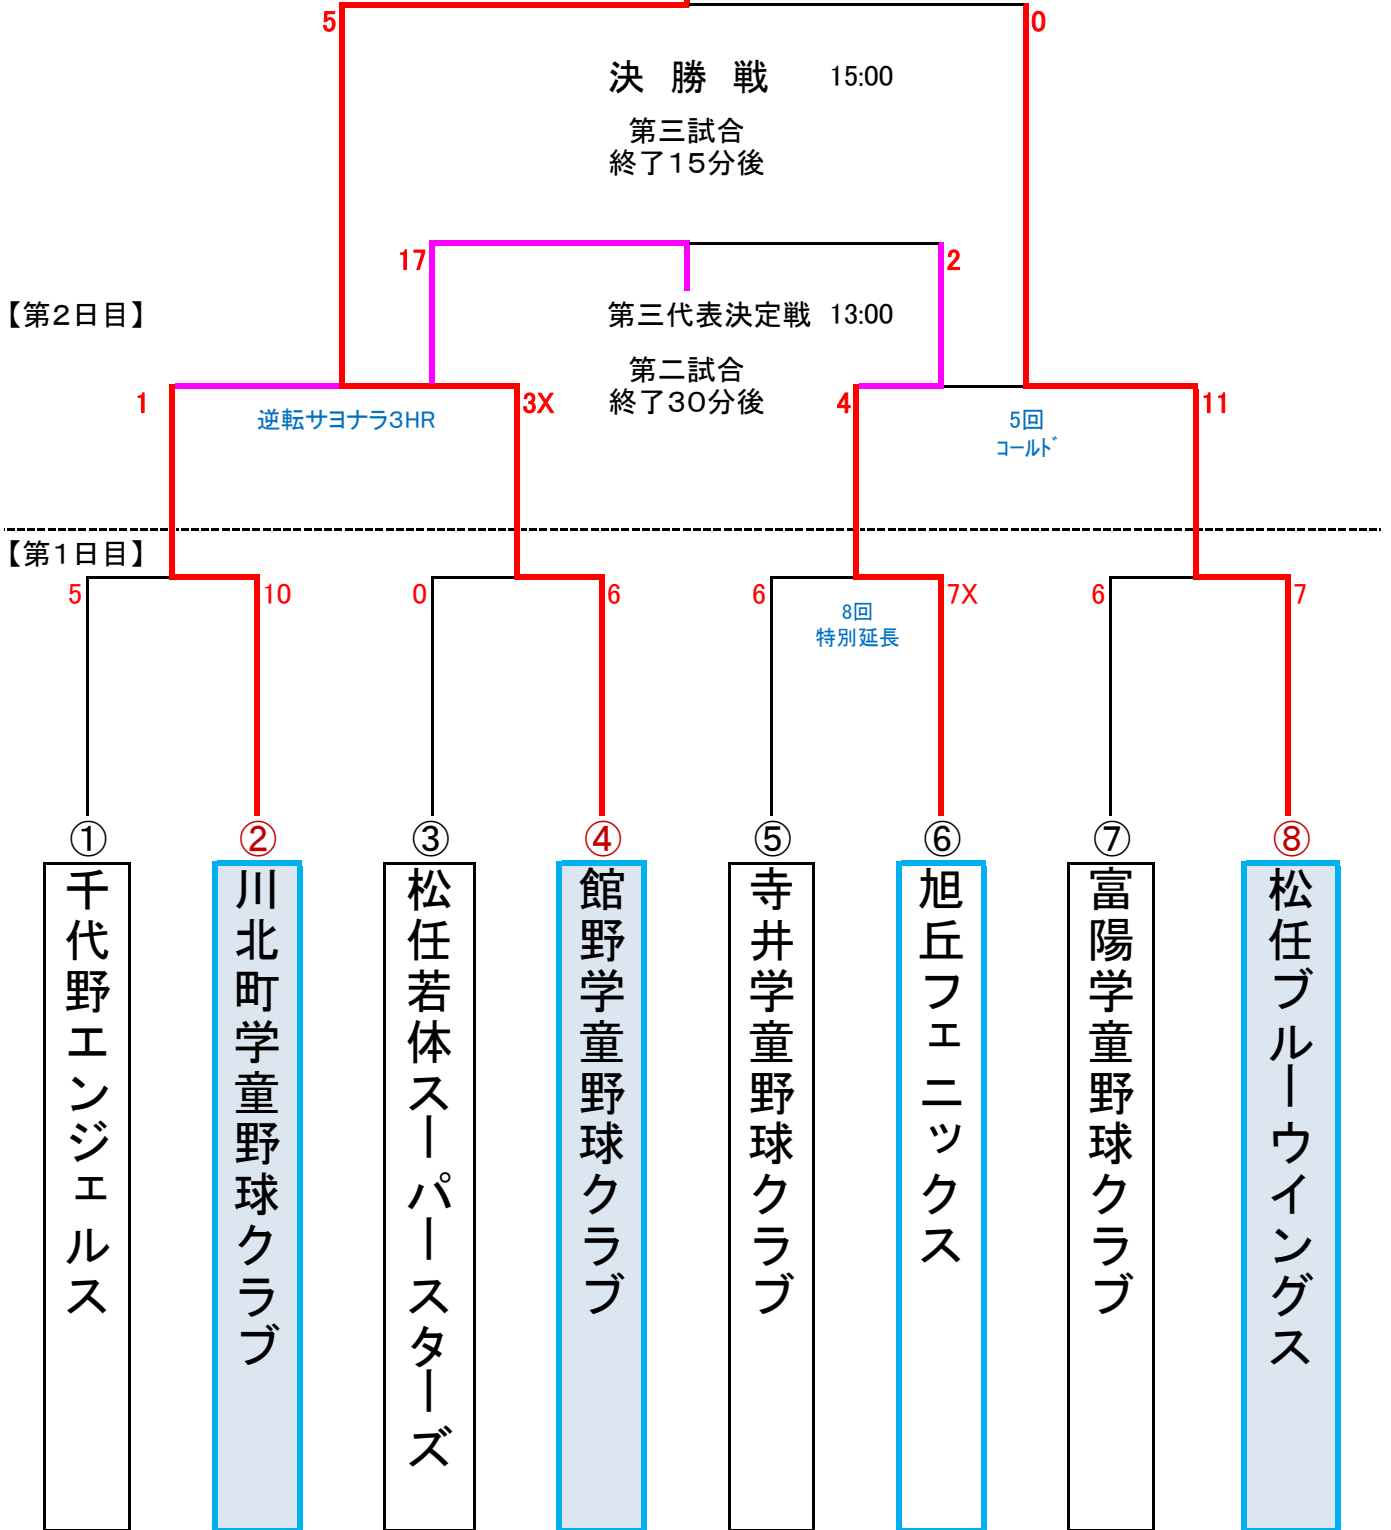 5
0
決 勝 戦 15:00
第三試合
終了15分後
17
2
【第2日目】
第三代表決定戦 13:00
第二試合
終了30分後
1
3X
4
11
逆転サヨナラ3HR
5回
コールド
【第1日目】
5
10
0
6
6
7X
6
7
8回
特別延長
①
②
③
④
⑤
⑥
⑦
⑧
千代野エンジェルス
川北町学童野球クラブ
松任若体スーパースターズ
館野学童野球クラブ
寺井学童野球クラブ
旭丘フェニックス
富陽学童野球クラブ
松任ブルーウイングス